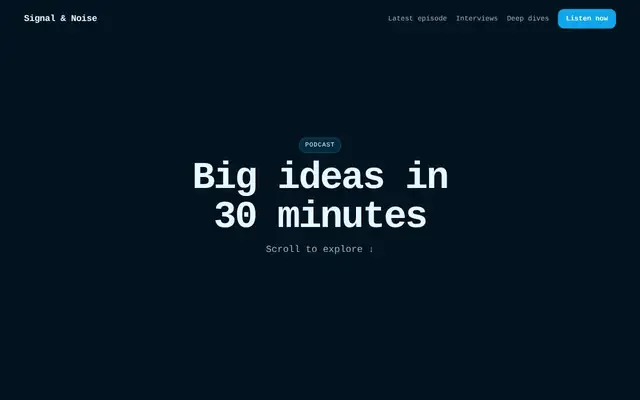 Signal & Noise
Latest episode
Interviews
Deep dives
Listen now
PODCAST
Big ideas in
30 minutes
Scroll to explore ↓